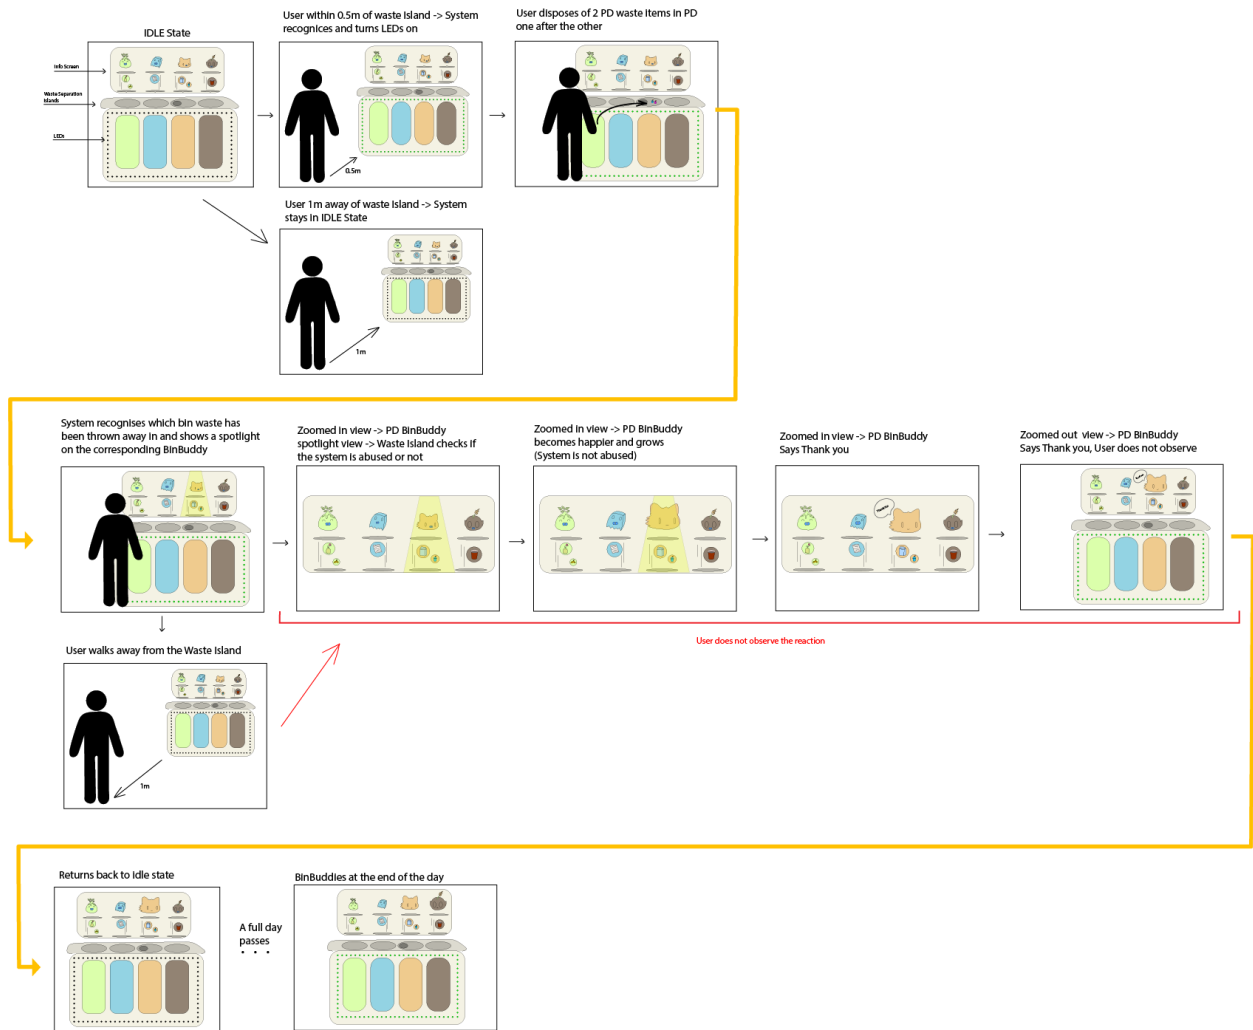 IDLE State
Info Screen
Waste Separation
Islands
LEDs
User within 0.5m of waste Island -> System
recognices and turns LEDs on
0.5m
User disposes of 2 PD waste items in PD
one after the other
User 1m away of waste Island -> System
stays in IDLE State
1m
System recognises which bin waste has
been thrown away in and shows a spotlight
on the corresponding BinBuddy
Zoomed in view -> PD BinBuddy
spotlight view -> Waste Island checks if
the system is abused or not
Zoomed in view -> PD BinBuddy
becomes happier and grows
(System is not abused)
Zoomed in view -> PD BinBuddy
Says Thank you
Zoomed out view -> PD BinBuddy
Says Thank you, User does not observe
User does not observe the reaction
User walks away from the Waste Island
1m
Returns back to idle state
A full day
passes
. . .
BinBuddies at the end of the day